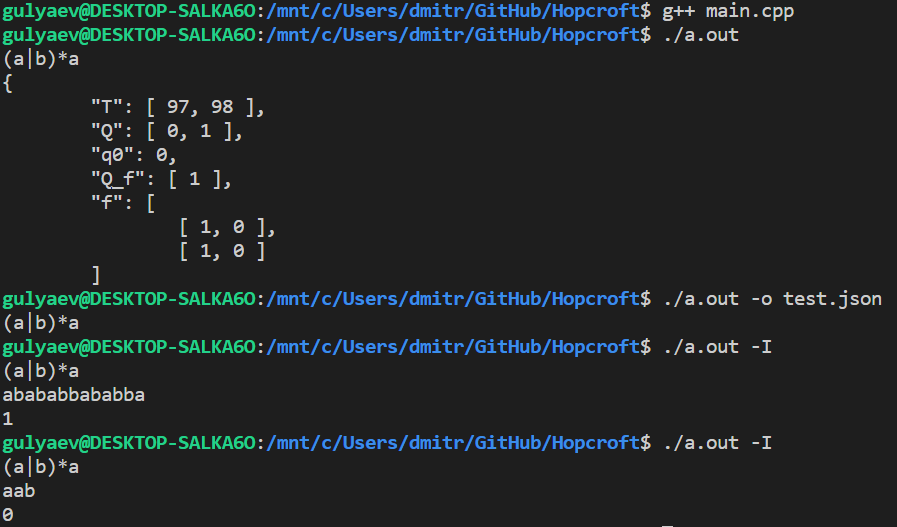 gulyaev@DESKTOP-SALKA6O:/mnt/c/Users/dmitr/GitHub/Hopcroft$ g++ main.cpp
gulyaev@DESKTOP-SALKA6O:/mnt/c/Users/dmitr/GitHub/Hopcroft$ ./a.out
(a|b)*a
{
        "T": [ 97, 98 ],
        "Q": [ 0, 1 ],
        "q0": 0,
        "Q_f": [ 1 ],
        "f": [
                [ 1, 0 ],
                [ 1, 0 ]
        ]
gulyaev@DESKTOP-SALKA6O:/mnt/c/Users/dmitr/GitHub/Hopcroft$ ./a.out -o test.json
(a|b)*a
gulyaev@DESKTOP-SALKA6O:/mnt/c/Users/dmitr/GitHub/Hopcroft$ ./a.out -I
(a|b)*a
abababbababba
1
gulyaev@DESKTOP-SALKA6O:/mnt/c/Users/dmitr/GitHub/Hopcroft$ ./a.out -I
(a|b)*a
aab
0